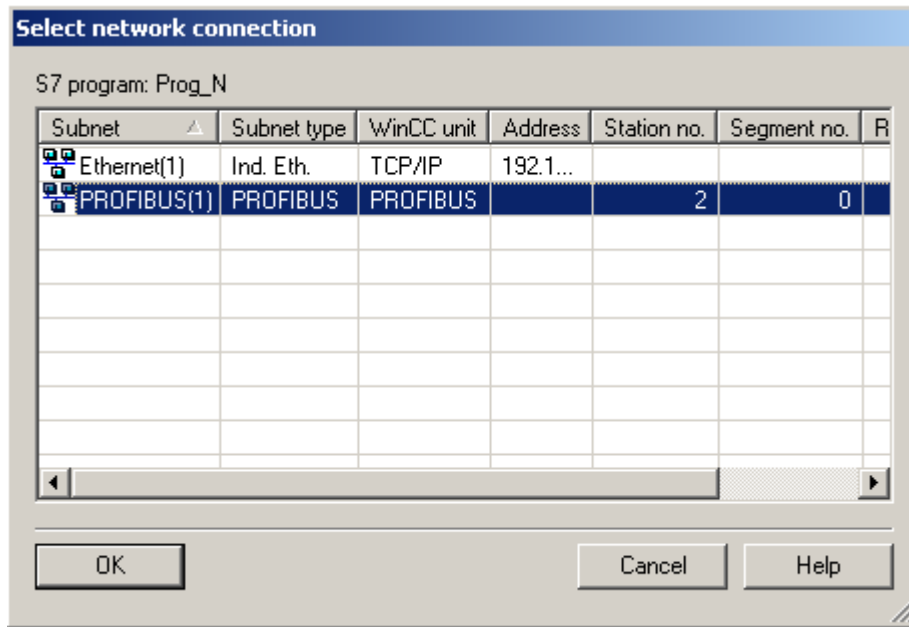 Select network connection
S7 program: Prog_N
Subnet Subnet type WinCC unit Address Station no. Segment no. R
Ethernet(1) Ind. Eth. TCP/IP 192.1...
PROFIBUS(1) PROFIBUS PROFIBUS 2 0
OK Cancel Help